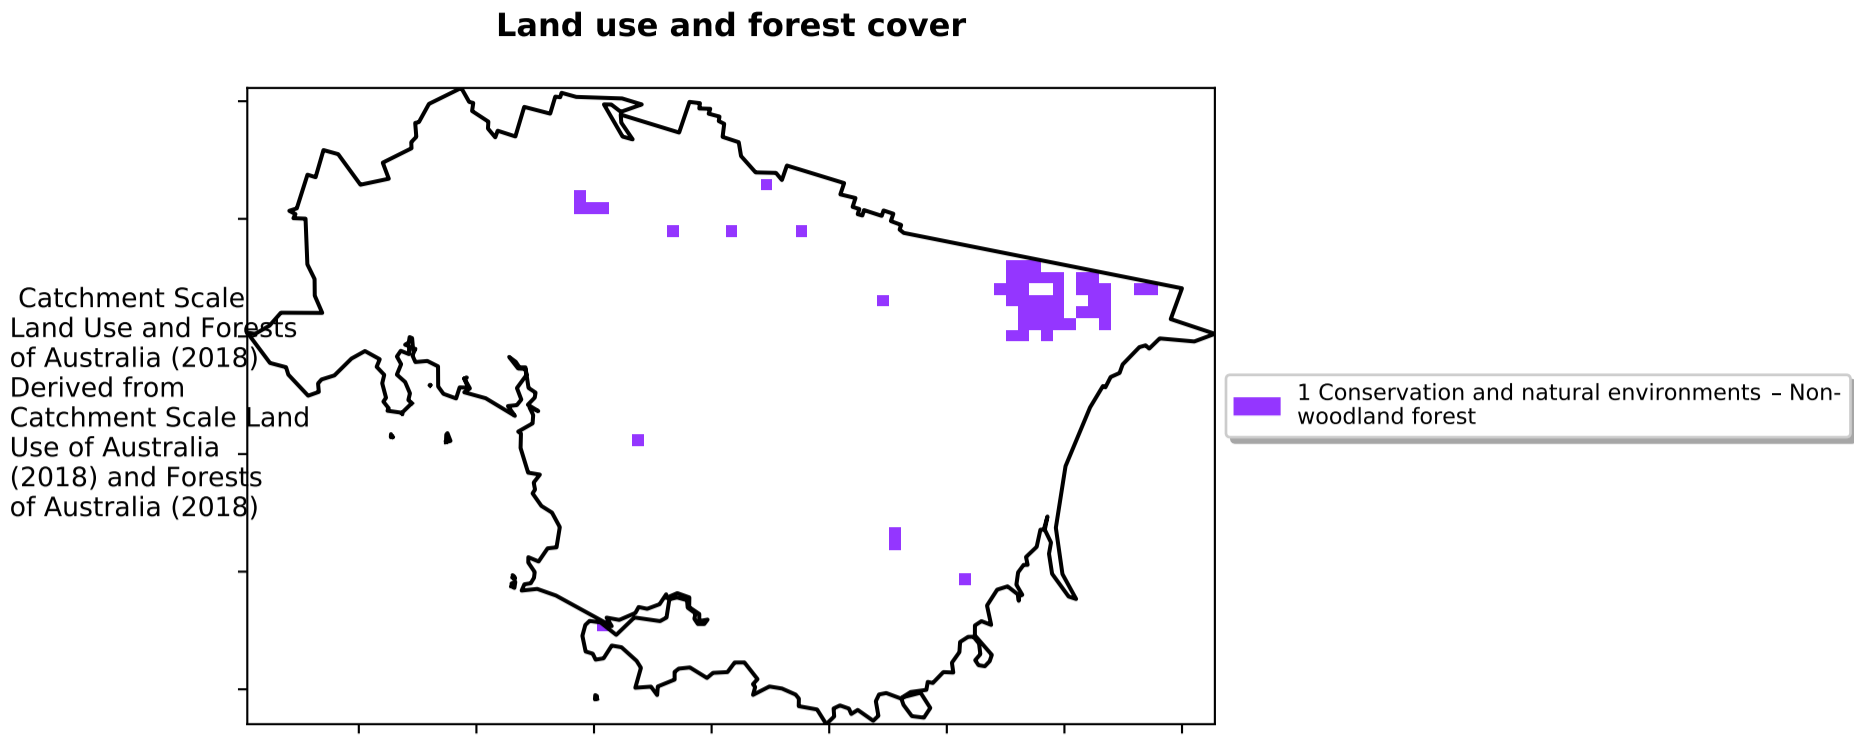 Land use and forest cover
Catchment Scale
Land Use and Forests
of Australia (2018)
Derived from
Catchment Scale Land
Use of Australia
(2018) and Forests
of Australia (2018)
1 Conservation and natural environments – Non-
woodland forest